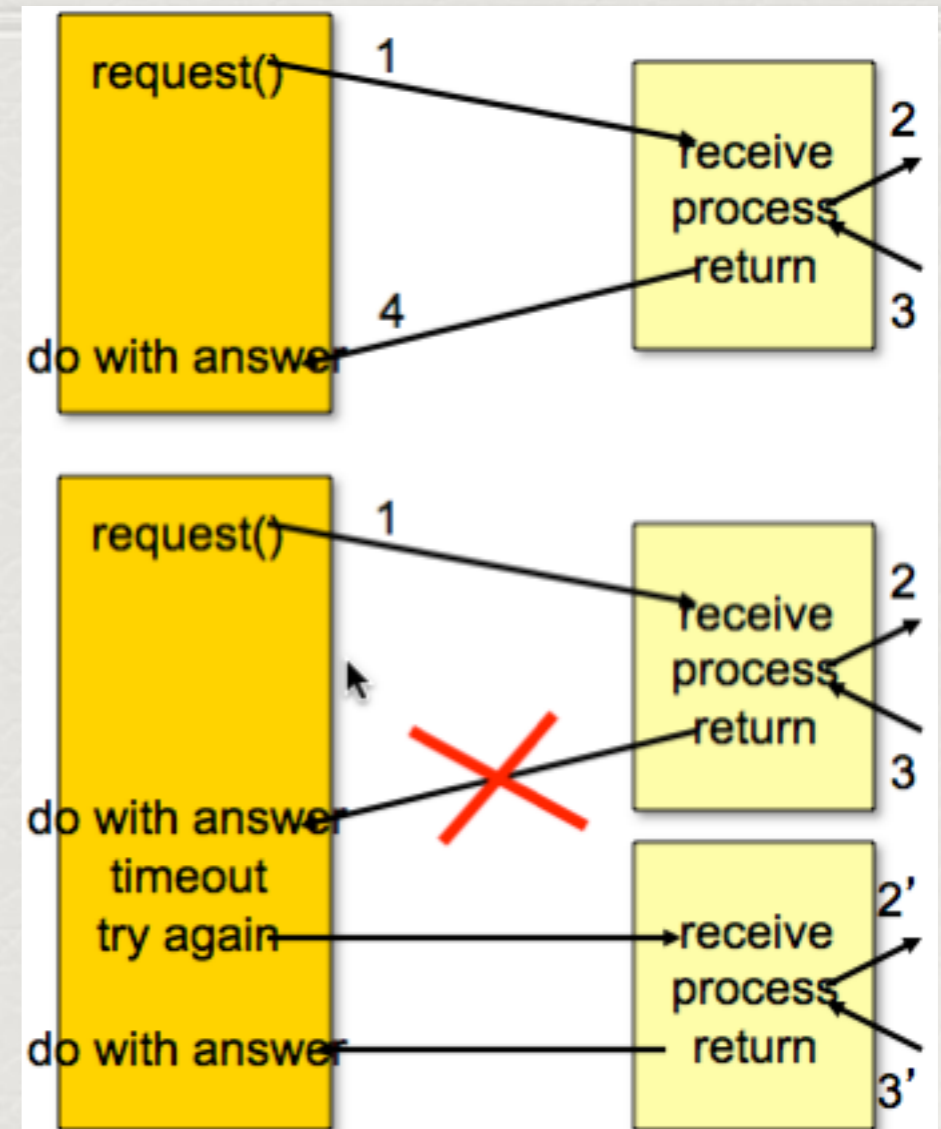 request()
1
receive
2
process
return
3
4
do with answer
request()
1
receive
2
process
return
3
do with answer
timeout
try again
receive
2’
process
return
3’
do with answer